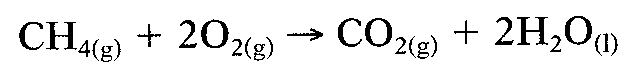 CH₄(g) + 2O₂(g) → CO₂(g) + 2H₂O(l)